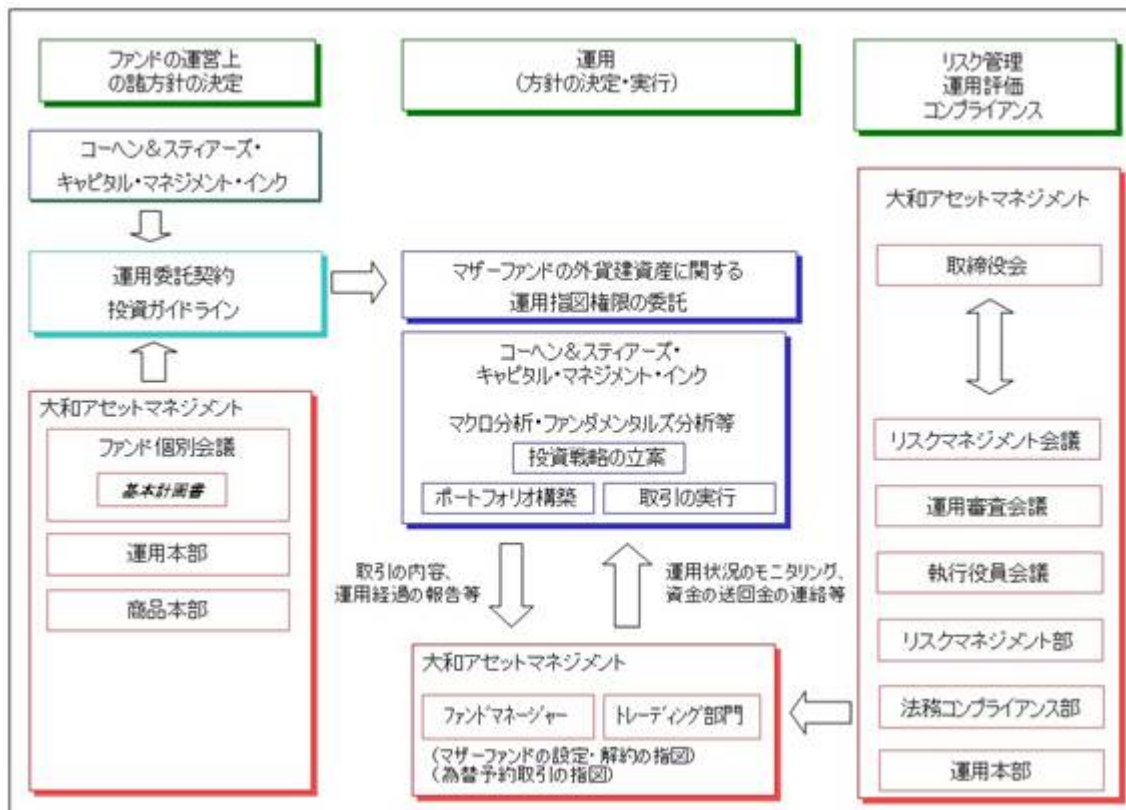 ファンドの運営上
の諸方針の決定
コーヘン&スティアーズ・
キャピタル・マネジメント・インク
運用委託契約
投資ガイドライン
大和アセットマネジメント
ファンド個別会議
基本計画書
運用本部
商品本部
運用
(方針の決定・実行)
マザーファンドの外貨建資産に関する
運用指図権限の委託
コーヘン&スティアーズ・
キャピタル・マネジメント・インク
マクロ分析・ファンダメンタルズ分析等
投資戦略の立案
ポートフォリオ構築
取引の実行
取引の内容、
運用経過の報告等
運用状況のモニタリング、
資金の送回金の連絡等
大和アセットマネジメント
ファンドマネージャー
トレーディング部門
(マザーファンドの設定・解約の指図)
(為替予約取引の指図)
リスク管理
運用評価
コンプライアンス
大和アセットマネジメント
取締役会
リスクマネジメント会議
運用審査会議
執行役員会議
リスクマネジメント部
法務コンプライアンス部
運用本部